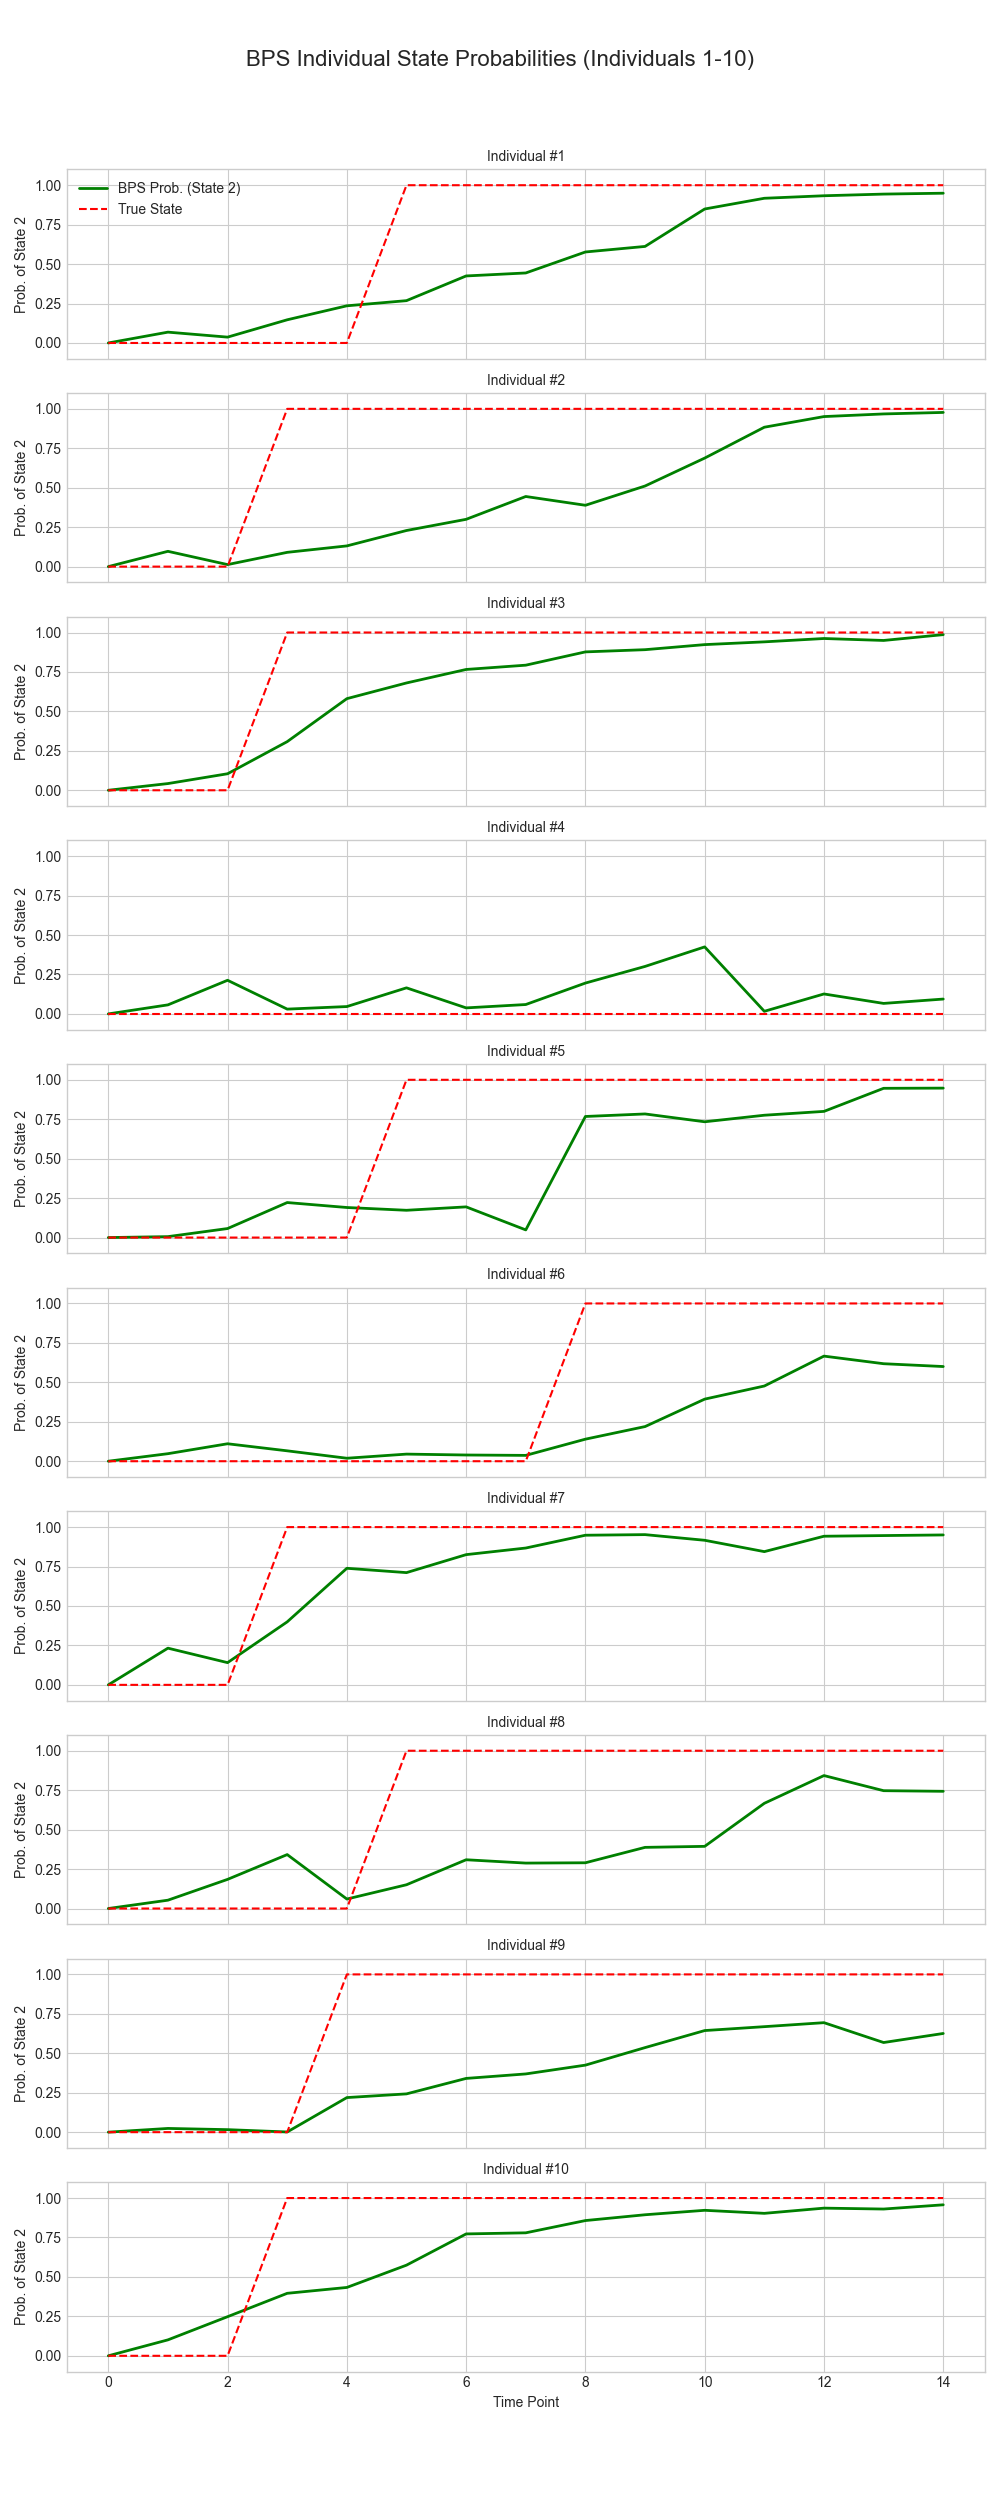 BPS Individual State Probabilities (Individuals 1-10)
Individual #1
BPS Prob. (State 2)
True State
Prob. of State 2
1.00
0.75
0.50
0.25
0.00
Individual #2
Prob. of State 2
1.00
0.75
0.50
0.25
0.00
Individual #3
Prob. of State 2
1.00
0.75
0.50
0.25
0.00
Individual #4
Prob. of State 2
1.00
0.75
0.50
0.25
0.00
Individual #5
Prob. of State 2
1.00
0.75
0.50
0.25
0.00
Individual #6
Prob. of State 2
1.00
0.75
0.50
0.25
0.00
Individual #7
Prob. of State 2
1.00
0.75
0.50
0.25
0.00
Individual #8
Prob. of State 2
1.00
0.75
0.50
0.25
0.00
Individual #9
Prob. of State 2
1.00
0.75
0.50
0.25
0.00
Individual #10
Prob. of State 2
1.00
0.75
0.50
0.25
0.00
0 2 4 6 8 10 12 14
Time Point